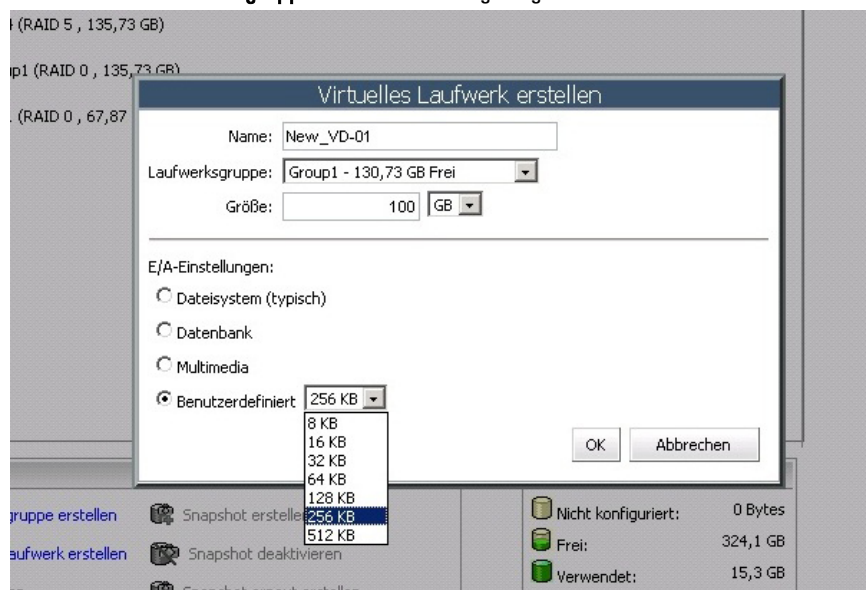 (RAID 5 , 135,73 GB)
up1 (RAID 0 , 135,73 GB)
(RAID 0 , 67,87
Virtuelles Laufwerk erstellen
Name: New_VD-01
Laufwerksgruppe: Group1 - 130,73 GB Frei
Größe: 100 GB
E/A-Einstellungen:
Dateisystem (typisch)
Datenbank
Multimedia
Benutzerdefiniert 256 KB
8 KB
16 KB
32 KB
64 KB
128 KB
256 KB
512 KB
OK Abbrechen
gruppe erstellen Snapshot erstelle
aufwerk erstellen Snapshot deaktivieren
Nicht konfiguriert: 0 Bytes
Frei: 324,1 GB
Verwendet: 15,3 GB